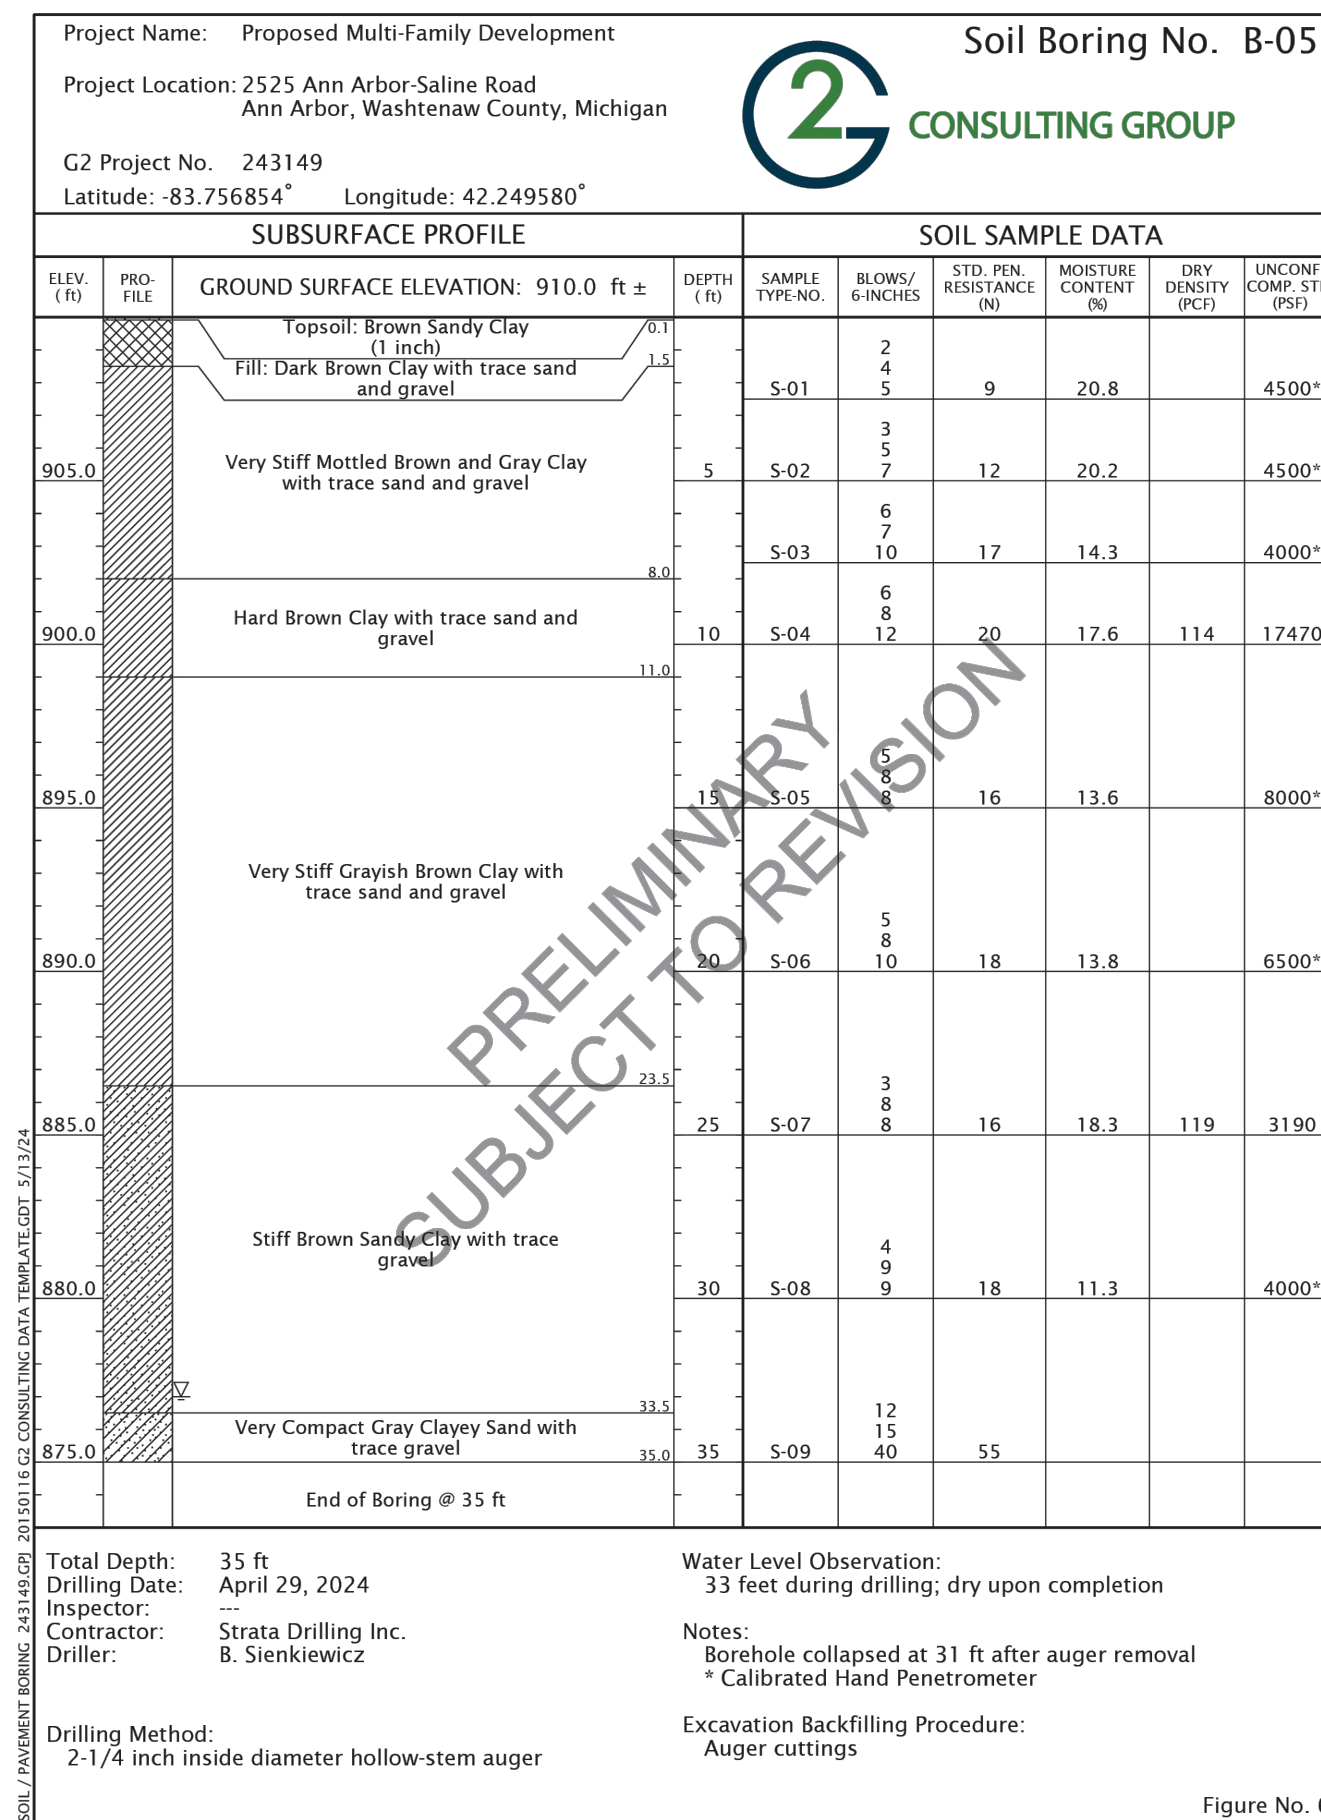 Project Name: Proposed Multi-Family Development
Project Location: 2525 Ann Arbor-Saline Road
Ann Arbor, Washtenaw County, Michigan
G2 Project No. 243149
Latitude: -83.756854° Longitude: 42.249580°
Soil Boring No. B-05
G2 CONSULTING GROUP
SUBSURFACE PROFILE
SOIL SAMPLE DATA
ELEV. ( ft)
PRO-FILE
GROUND SURFACE ELEVATION: 910.0 ft ±
DEPTH ( ft)
SAMPLE TYPE-NO.
BLOWS/ 6-INCHES
STD. PEN. RESISTANCE (N)
MOISTURE CONTENT (%)
DRY DENSITY (PCF)
UNCONF COMP. (PSF)
Topsoil: Brown Sandy Clay
(1 inch)
0.1
Fill: Dark Brown Clay with trace sand
and gravel
1.5
2
4
S-01 5 9 20.8 4500*
Very Stiff Mottled Brown and Gray Clay
with trace sand and gravel
3
5
905.0 5 S-02 7 12 20.2 4500*
6
7
S-03 10 17 14.3 4000*
8.0
Hard Brown Clay with trace sand and
gravel
6
8
900.0 10 S-04 12 20 17.6 114 17470
11.0
5
8
895.0 15 S-05 8 16 13.6 8000*
Very Stiff Grayish Brown Clay with
trace sand and gravel
5
8
890.0 20 S-06 10 18 13.8 6500*
23.5
3
8
885.0 25 S-07 8 16 18.3 119 3190
Stiff Brown Sandy Clay with trace
gravel
4
9
880.0 30 S-08 9 18 11.3 4000*
33.5
Very Compact Gray Clayey Sand with
trace gravel
12
15
875.0 35.0 35 S-09 40 55
End of Boring @ 35 ft
PRELIMINARY
SUBJECT TO REVISION
Total Depth: 35 ft
Drilling Date: April 29, 2024
Inspector: ---
Contractor: Strata Drilling Inc.
Driller: B. Sienkiewicz
Drilling Method:
2-1/4 inch inside diameter hollow-stem auger
Water Level Observation:
33 feet during drilling; dry upon completion
Notes:
Borehole collapsed at 31 ft after auger removal
* Calibrated Hand Penetrometer
Excavation Backfilling Procedure:
Auger cuttings
Figure No.
SOIL / PAVEMENT BORING 243149.GPJ 20150116 G2 CONSULTING DATA TEMPLATE.GDT 5/13/24